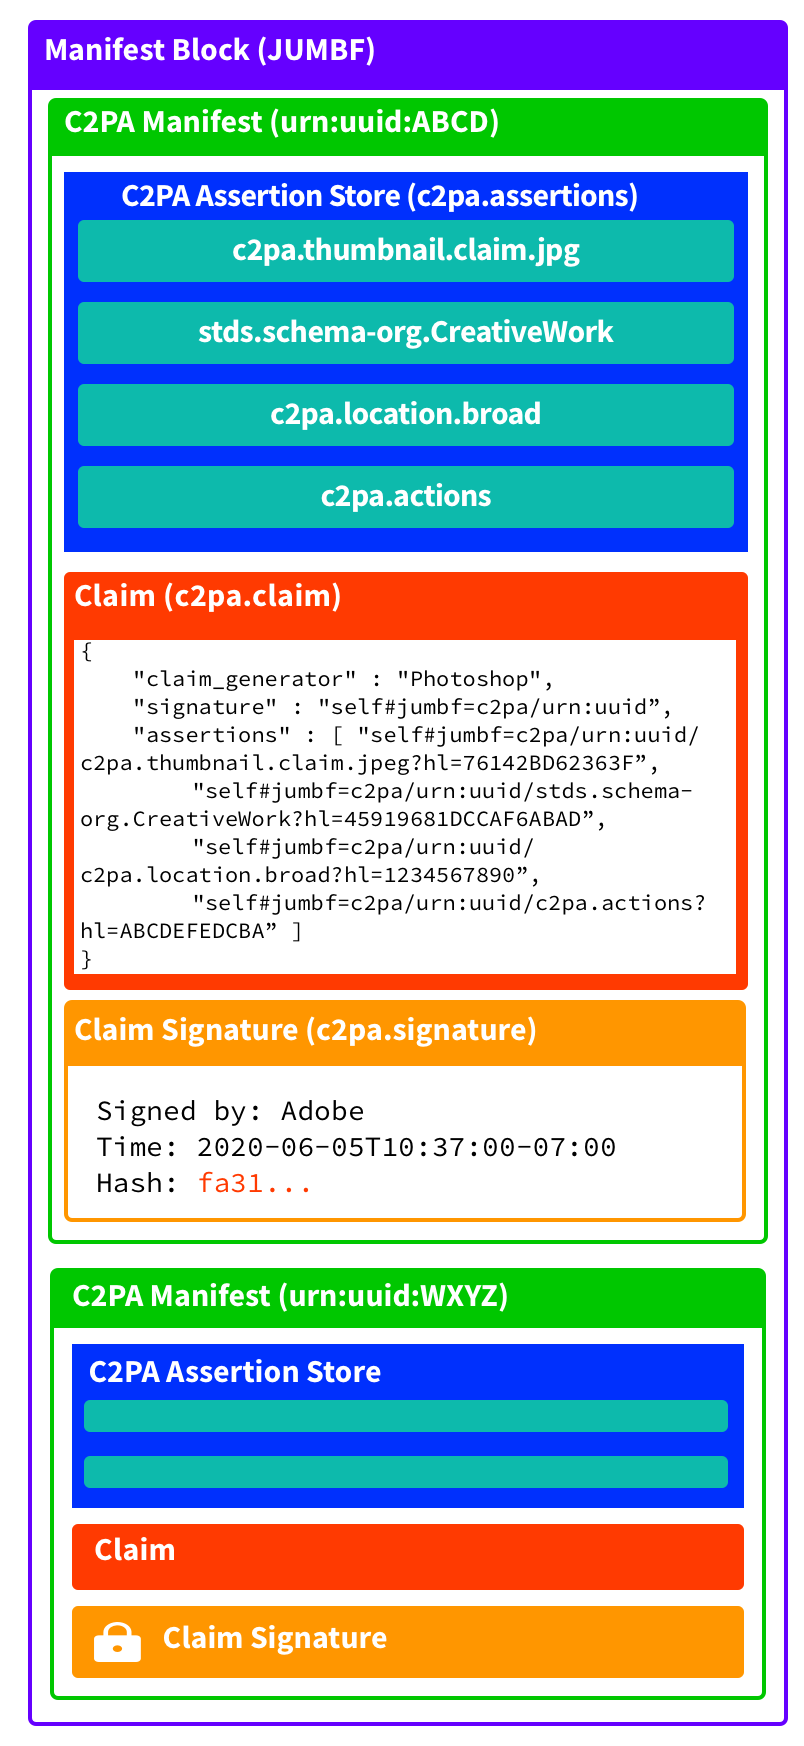 Manifest Block (JUMBF)
C2PA Manifest (urn:uuid:ABCD)
C2PA Assertion Store (c2pa.assertions)
c2pa.thumbnail.claim.jpg
stds.schema-org.CreativeWork
c2pa.location.broad
c2pa.actions
Claim (c2pa.claim)
{
    "claim_generator" : "Photoshop",
    "signature" : "self#jumbf=c2pa/urn:uuid”,
    "assertions" : [ "self#jumbf=c2pa/urn:uuid/
c2pa.thumbnail.claim.jpeg?hl=76142BD62363F”,
        "self#jumbf=c2pa/urn:uuid/stds.schema-
org.CreativeWork?hl=45919681DCCAF6ABAD”,
        "self#jumbf=c2pa/urn:uuid/
c2pa.location.broad?hl=1234567890”,
        "self#jumbf=c2pa/urn:uuid/c2pa.actions?
hl=ABCDEFEDCBA” ]
}
Claim Signature (c2pa.signature)
Signed by: Adobe
Time: 2020-06-05T10:37:00-07:00
Hash: fa31...
C2PA Manifest (urn:uuid:WXYZ)
C2PA Assertion Store
Claim
Claim Signature